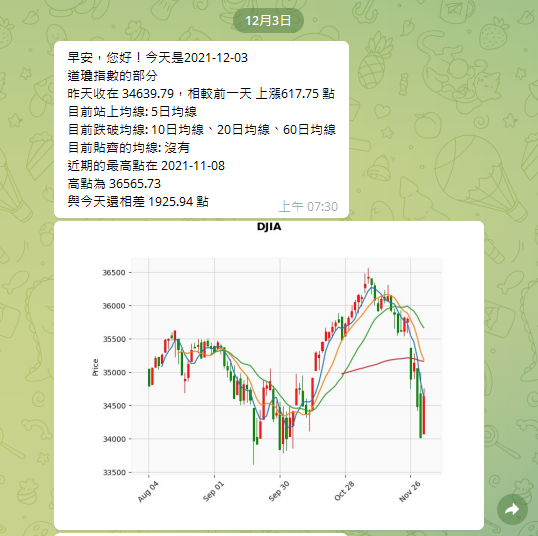 12月3日
早安，您好！今天是2021-12-03
道瓊指數的部分
昨天收在 34639.79，相較前一天 上漲617.75 點
目前站上均線: 5日均線
目前跌破均線: 10日均線、20日均線、60日均線
目前貼齊的均線: 沒有
近期的最高點在 2021-11-08
高點為 36565.73
與今天還相差 1925.94 點
上午 07:30
DJIA
36500
36000
35500
35000
34500
34000
33500
Price
Aug 04
Sep 01
Sep 30
Oct 28
Nov 26